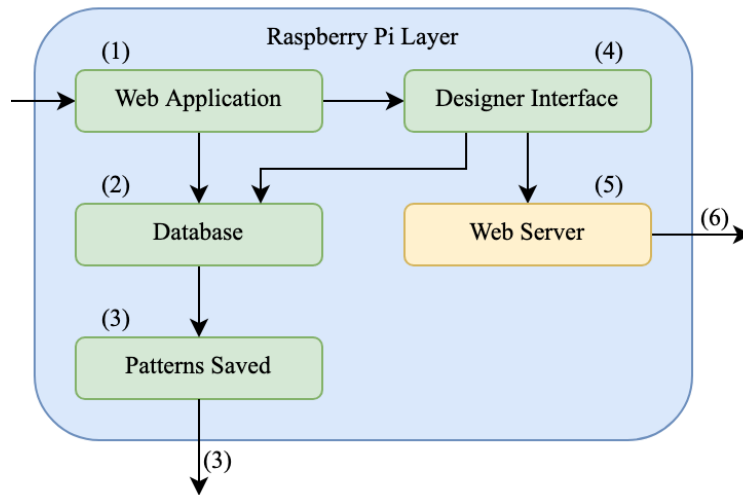 Raspberry Pi Layer
(1)
(4)
Web Application
Designer Interface
(2)
(5)
Database
Web Server
(6)
(3)
Patterns Saved
(3)